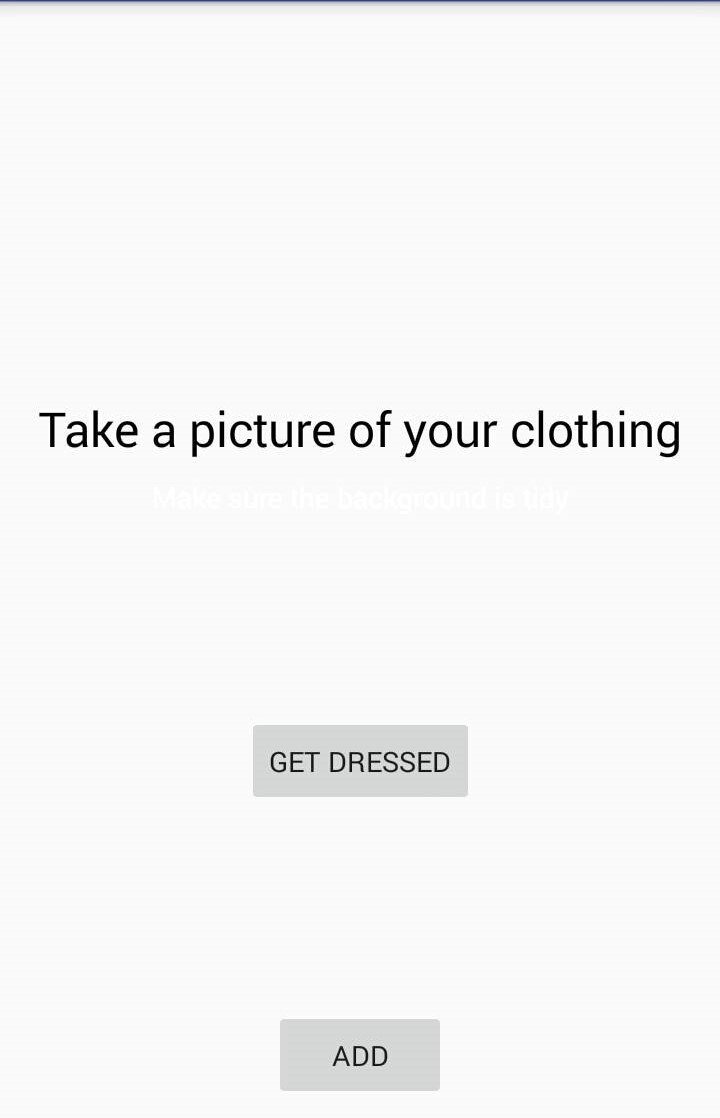 Take a picture of your clothing
Make sure the background is tidy
GET DRESSED
ADD